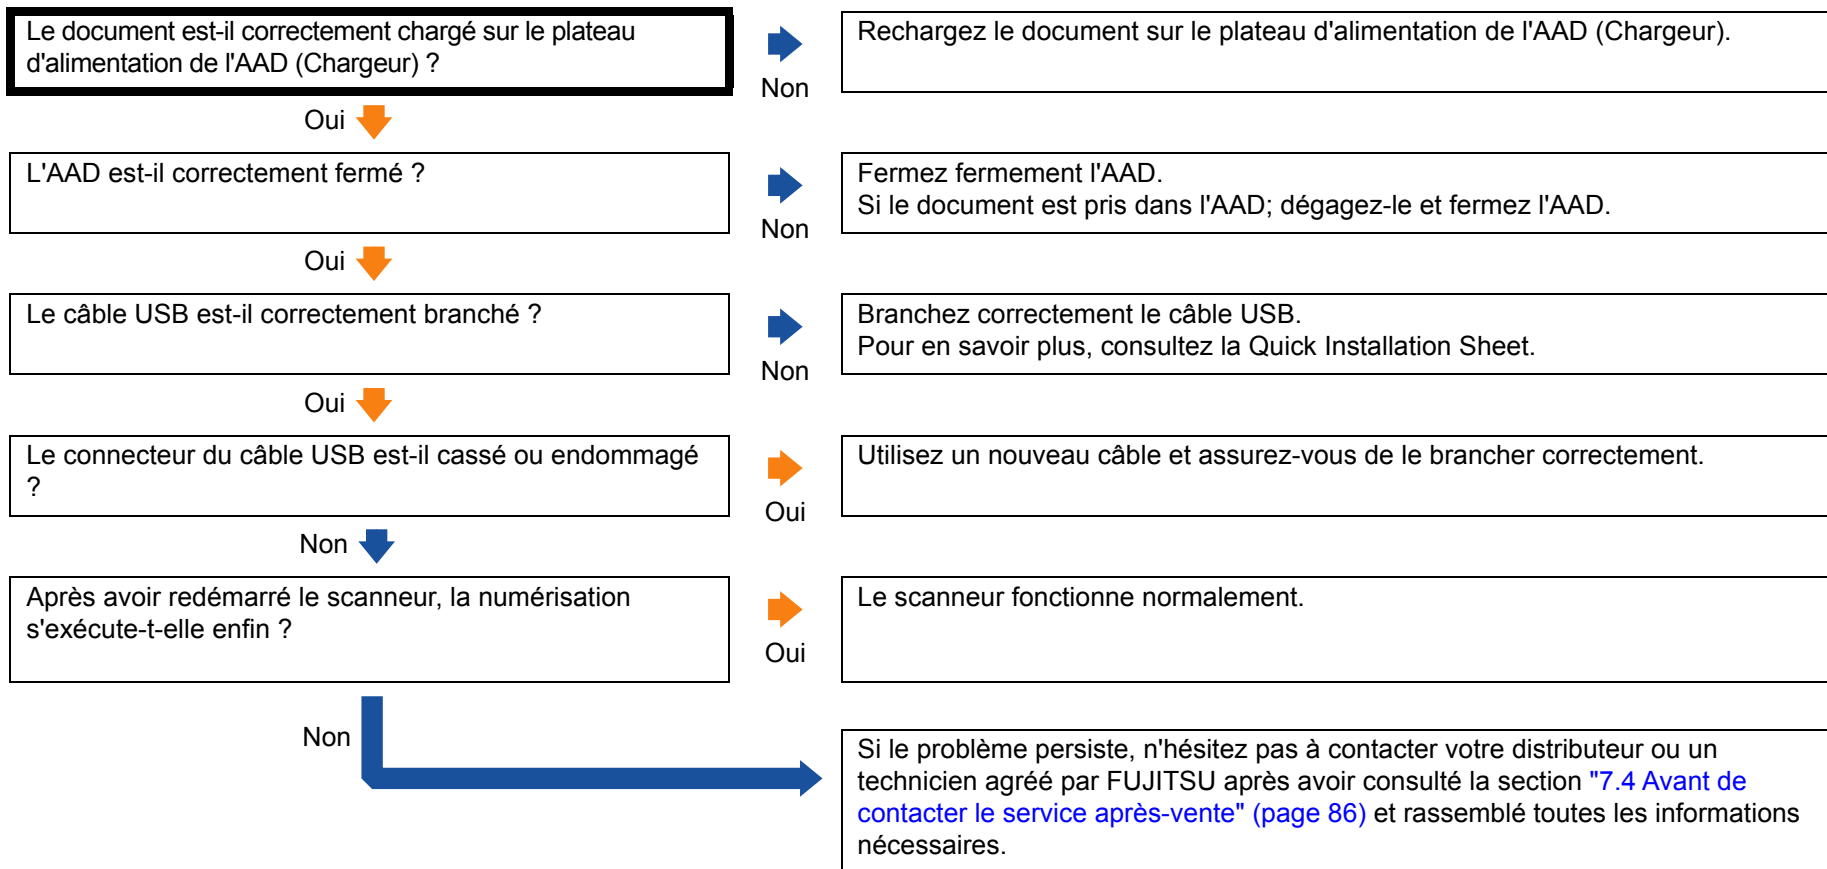 Le document est-il correctement chargé sur le plateau
d'alimentation de l'AAD (Chargeur) ?
Non
Rechargez le document sur le plateau d'alimentation de l'AAD (Chargeur).
Oui
L'AAD est-il correctement fermé ?
Non
Fermez fermement l'AAD.
Si le document est pris dans l'AAD; dégagez-le et fermez l'AAD.
Oui
Le câble USB est-il correctement branché ?
Non
Branchez correctement le câble USB.
Pour en savoir plus, consultez la Quick Installation Sheet.
Oui
Le connecteur du câble USB est-il cassé ou endommagé
?
Oui
Utilisez un nouveau câble et assurez-vous de le brancher correctement.
Non
Après avoir redémarré le scanneur, la numérisation
s'exécute-t-elle enfin ?
Oui
Le scanneur fonctionne normalement.
Non
Si le problème persiste, n'hésitez pas à contacter votre distributeur ou un
technicien agréé par FUJITSU après avoir consulté la section "7.4 Avant de
contacter le service après-vente" (page 86) et rassemblé toutes les informations
nécessaires.